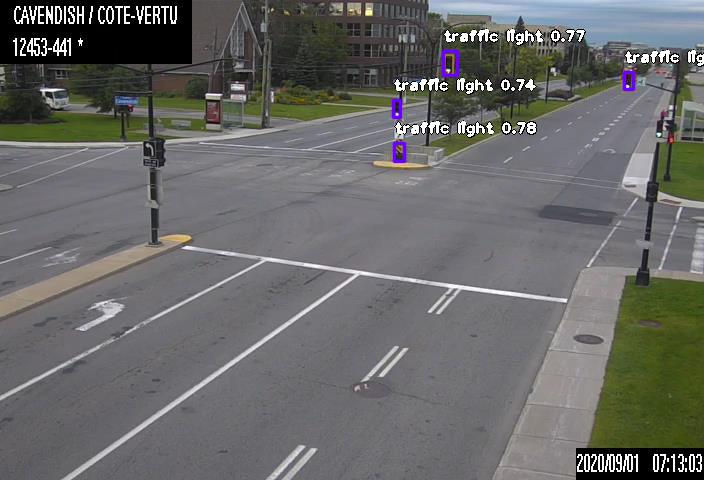 CAVENDISH / COTE-VERTU
12453-441 *
traffic light 0.77
traffic lig
traffic light 0.74
traffic light 0.78
2020/09/01 07:13:03